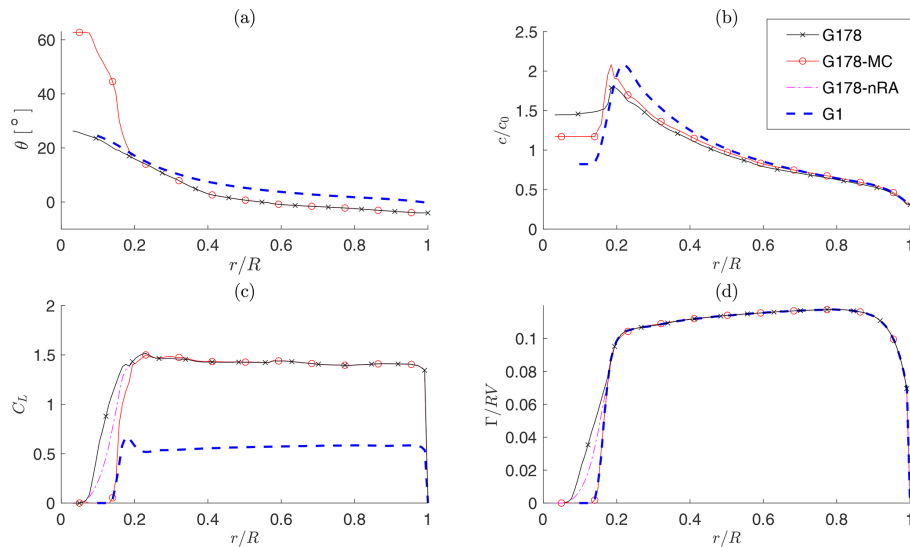 (a)
60
40
20
0
θ [°]
0 0.2 0.4 0.6 0.8 1
r/R
(b)
2.5
2
1.5
1
0.5
0
c/c₀
0 0.2 0.4 0.6 0.8 1
r/R
G178
G178-MC
G178-nRA
G1
(c)
2
1.5
1
0.5
0
C_L
0 0.2 0.4 0.6 0.8 1
r/R
(d)
0.1
0.08
0.06
0.04
0.02
0
Γ/RV
0 0.2 0.4 0.6 0.8 1
r/R